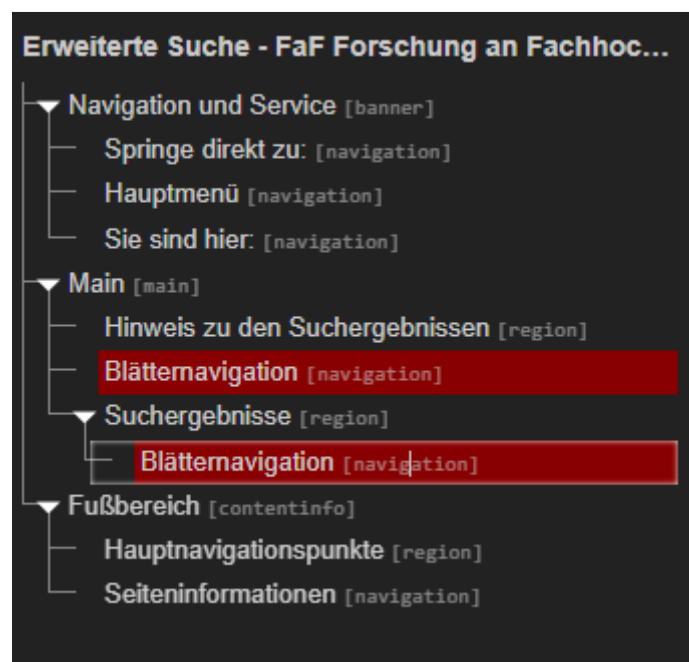 Erweiterte Suche - FaF Forschung an Fachhoc...
Navigation und Service [banner]
Springe direkt zu: [navigation]
Hauptmenü [navigation]
Sie sind hier: [navigation]
Main [main]
Hinweis zu den Suchergebnissen [region]
Blätternavigation [navigation]
Suchergebnisse [region]
Blätternavigation [navigation]
Fußbereich [contentinfo]
Hauptnavigationspunkte [region]
Seiteninformationen [navigation]